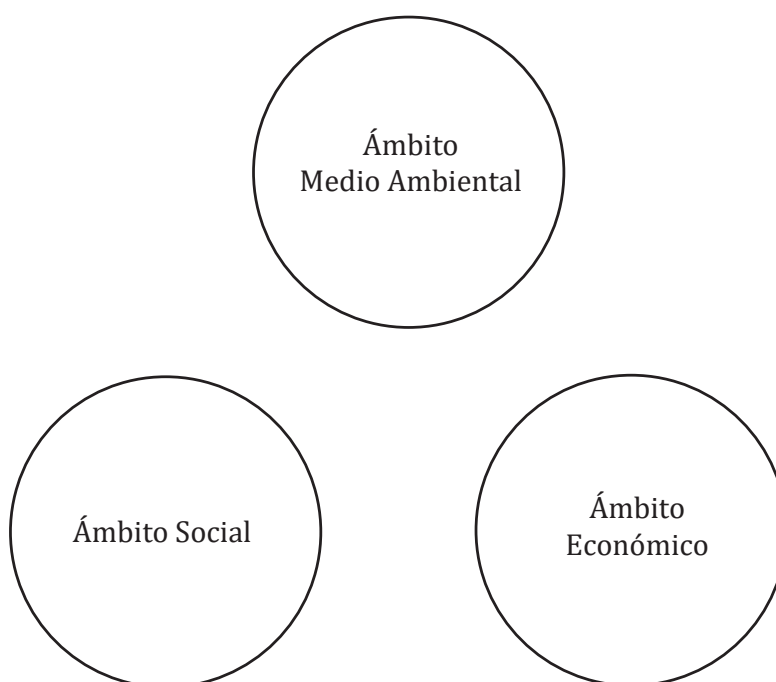 Ámbito
Medio Ambiental
Ámbito Social
Ámbito
Económico